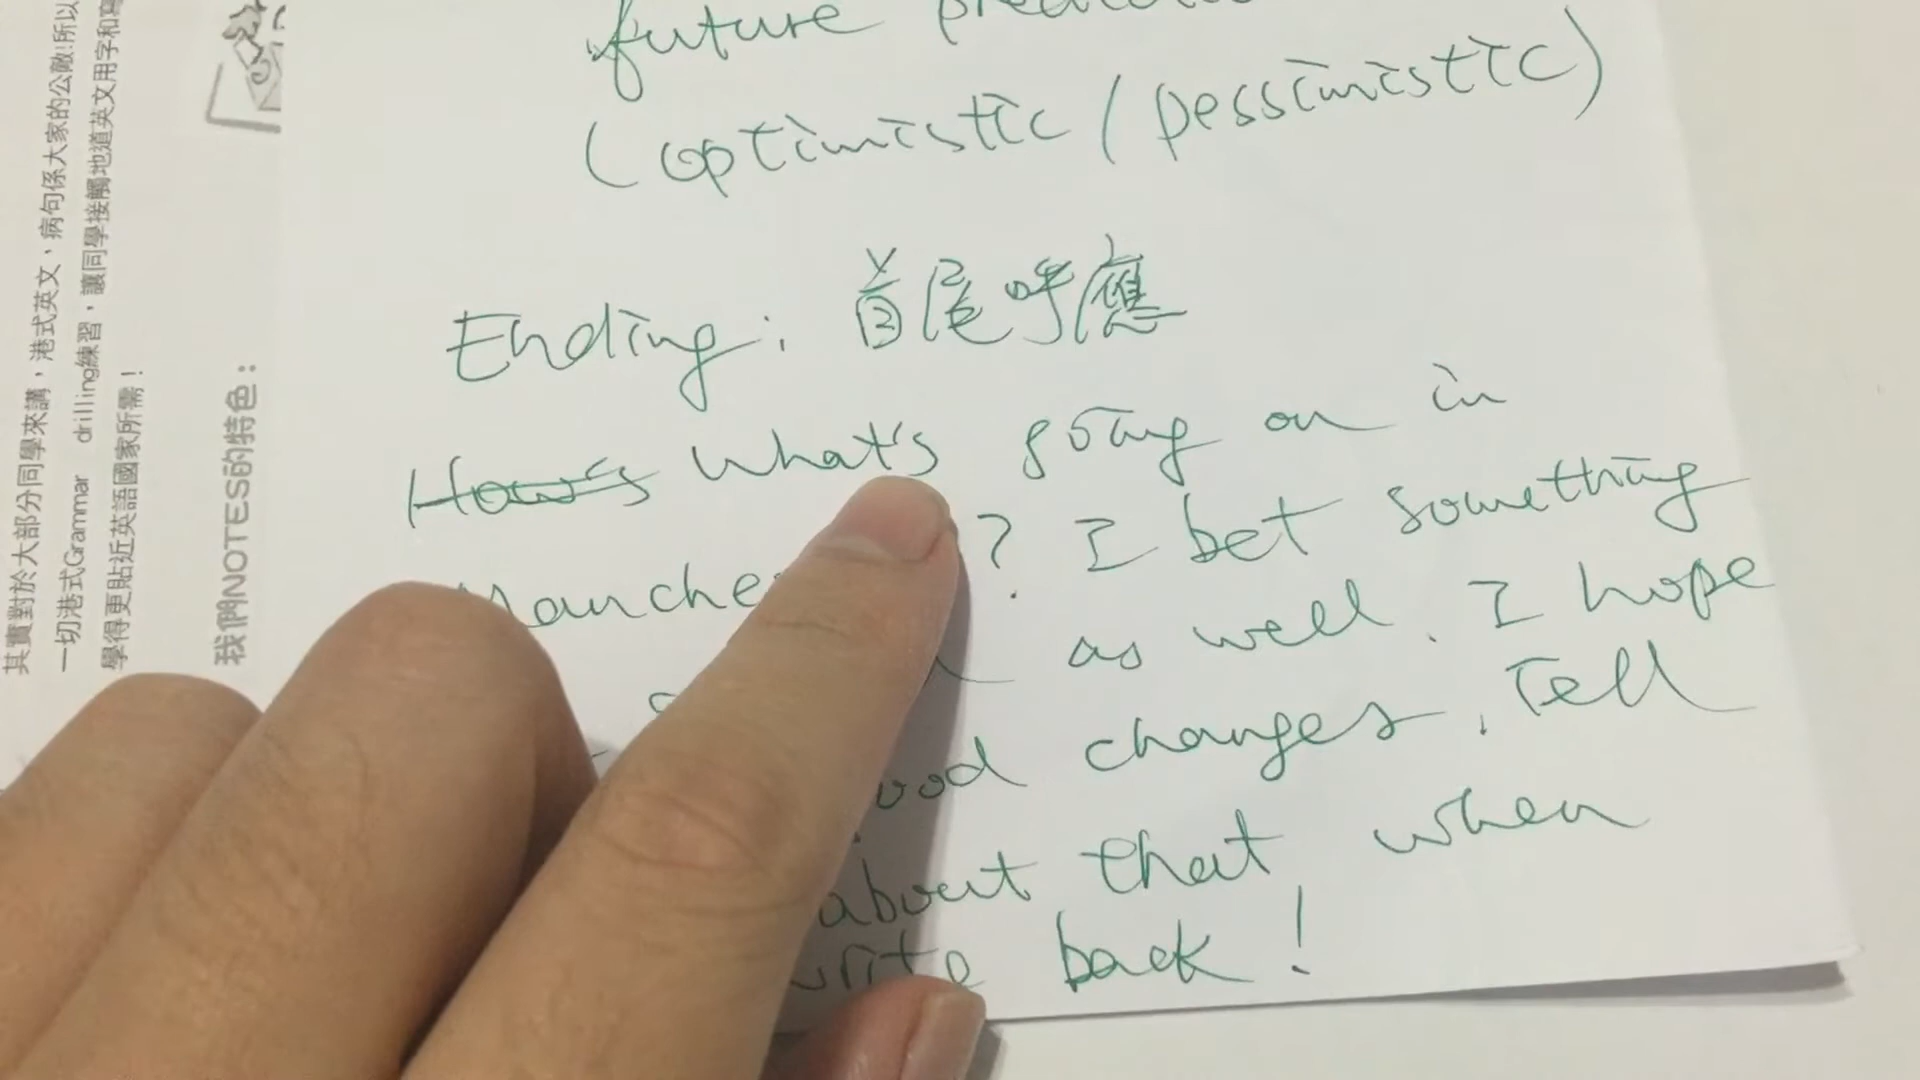 future
(optimistic / pessimistic)
Ending: 首尾呼應
How's What's going on in
? I bet something
as well. I hope
good changes. Tell
about that when
write back!
其實對於大部分同學來講，港式英文、病句係大家的公敵!所以
一切港式Grammar drilling練習，讓同學接觸地道英文用字和寫
學得更貼近英語國家所需！
我們NOTES的特色：